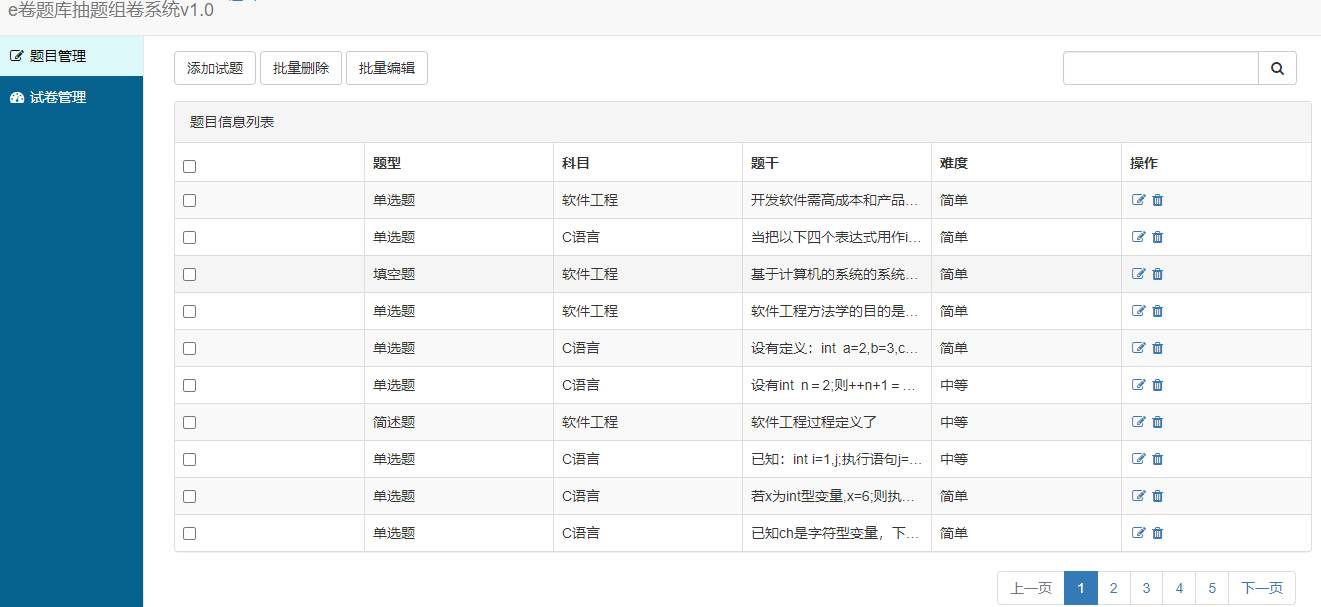 e卷题库抽题组卷系统v1.0
题目管理
试卷管理
添加试题 批量删除 批量编辑
题目信息列表
题型 科目 题干 难度 操作
单选题 软件工程 开发软件需高成本和产品... 简单
单选题 C语言 当把以下四个表达式用作i... 简单
填空题 软件工程 基于计算机的系统的系统... 简单
单选题 软件工程 软件工程方法学的目的是... 简单
单选题 C语言 设有定义：int a=2,b=3,c... 简单
单选题 C语言 设有int n＝2;则++n+1＝... 中等
简述题 软件工程 软件工程过程定义了 中等
单选题 C语言 已知：int i=1,j;执行语句j=... 中等
单选题 C语言 若x为int型变量,x=6;则执... 简单
单选题 C语言 已知ch是字符型变量，下... 简单
上一页 1 2 3 4 5 下一页